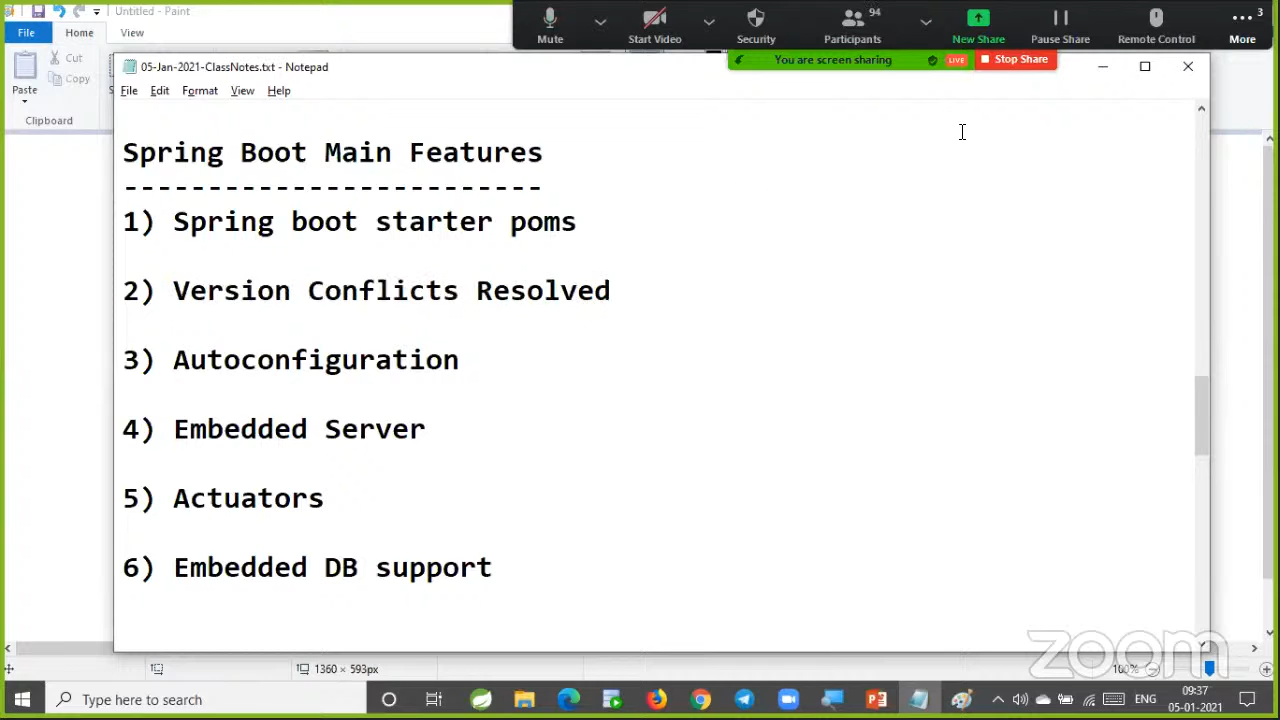 Untitled - Paint
File
Home
View
Paste
Cut
Copy
Clipboard
Mute
Start Video
Security
94
Participants
New Share
Pause Share
Remote Control
3
More
You are screen sharing
LIVE
Stop Share
05-Jan-2021-ClassNotes.txt - Notepad
File Edit Format View Help
Spring Boot Main Features
-------------------------
1) Spring boot starter poms
2) Version Conflicts Resolved
3) Autoconfiguration
4) Embedded Server
5) Actuators
6) Embedded DB support
zoom
1360 × 593px
100%
Type here to search
ENG
09:37
05-01-2021